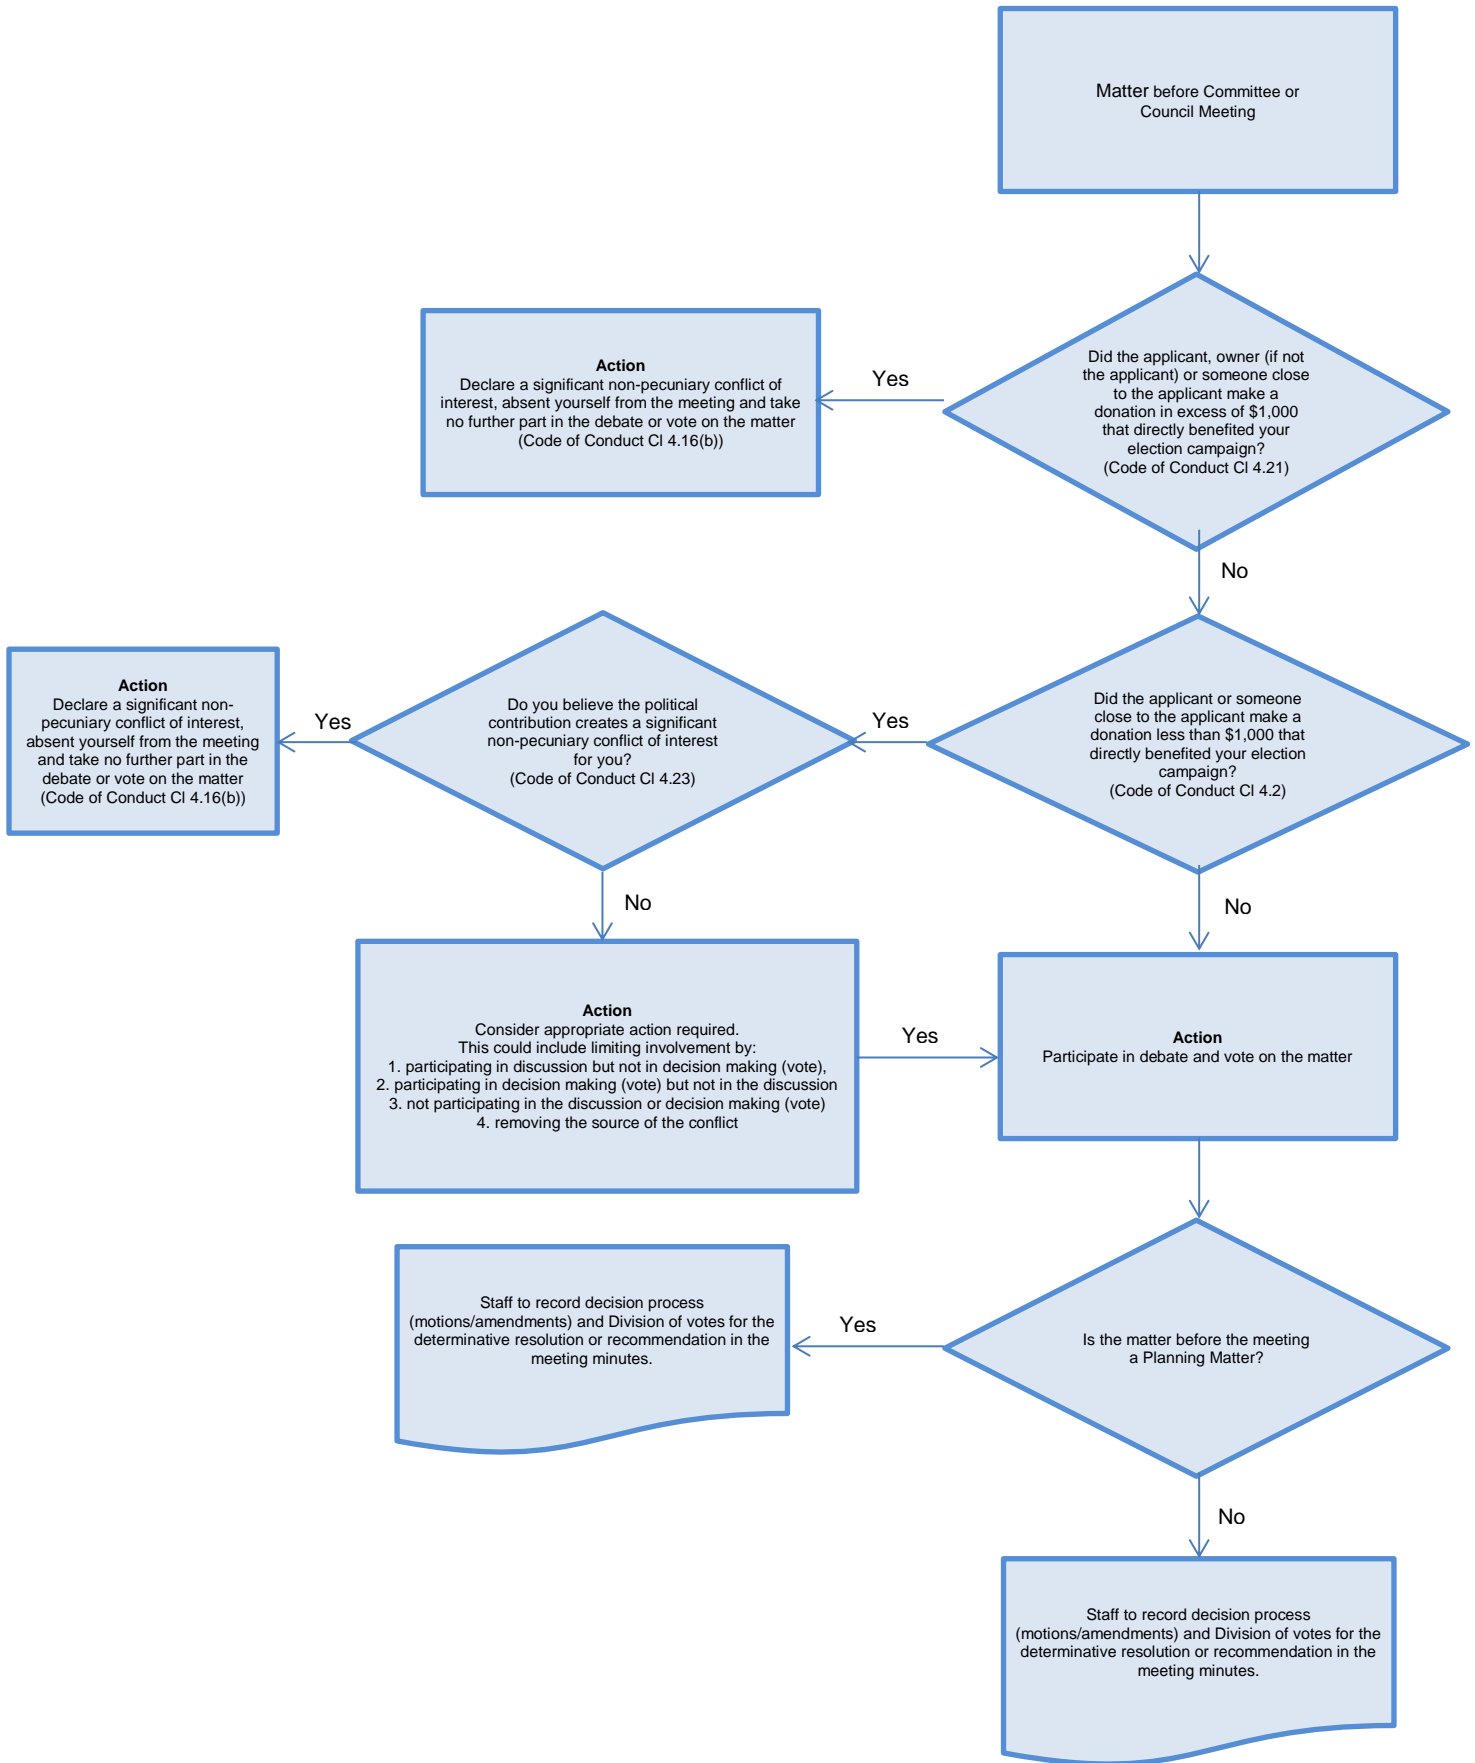 Matter before Committee or
Council Meeting
Did the applicant, owner (if not
the applicant) or someone close
to the applicant make a
donation in excess of $1,000
that directly benefited your
election campaign?
(Code of Conduct Cl 4.21)
Yes
Action
Declare a significant non-pecuniary conflict of
interest, absent yourself from the meeting and take
no further part in the debate or vote on the matter
(Code of Conduct Cl 4.16(b))
No
Did the applicant or someone
close to the applicant make a
donation less than $1,000 that
directly benefited your election
campaign?
(Code of Conduct Cl 4.2)
Yes
Do you believe the political
contribution creates a significant
non-pecuniary conflict of interest
for you?
(Code of Conduct Cl 4.23)
Yes
Action
Declare a significant non-
pecuniary conflict of interest,
absent yourself from the meeting
and take no further part in the
debate or vote on the matter
(Code of Conduct Cl 4.16(b))
No
No
Action
Consider appropriate action required.
This could include limiting involvement by:
1. participating in discussion but not in decision making (vote),
2. participating in decision making (vote) but not in the discussion
3. not participating in the discussion or decision making (vote)
4. removing the source of the conflict
Yes
Action
Participate in debate and vote on the matter
Is the matter before the meeting
a Planning Matter?
Yes
Staff to record decision process
(motions/amendments) and Division of votes for the
determinative resolution or recommendation in the
meeting minutes.
No
Staff to record decision process
(motions/amendments) and Division of votes for the
determinative resolution or recommendation in the
meeting minutes.